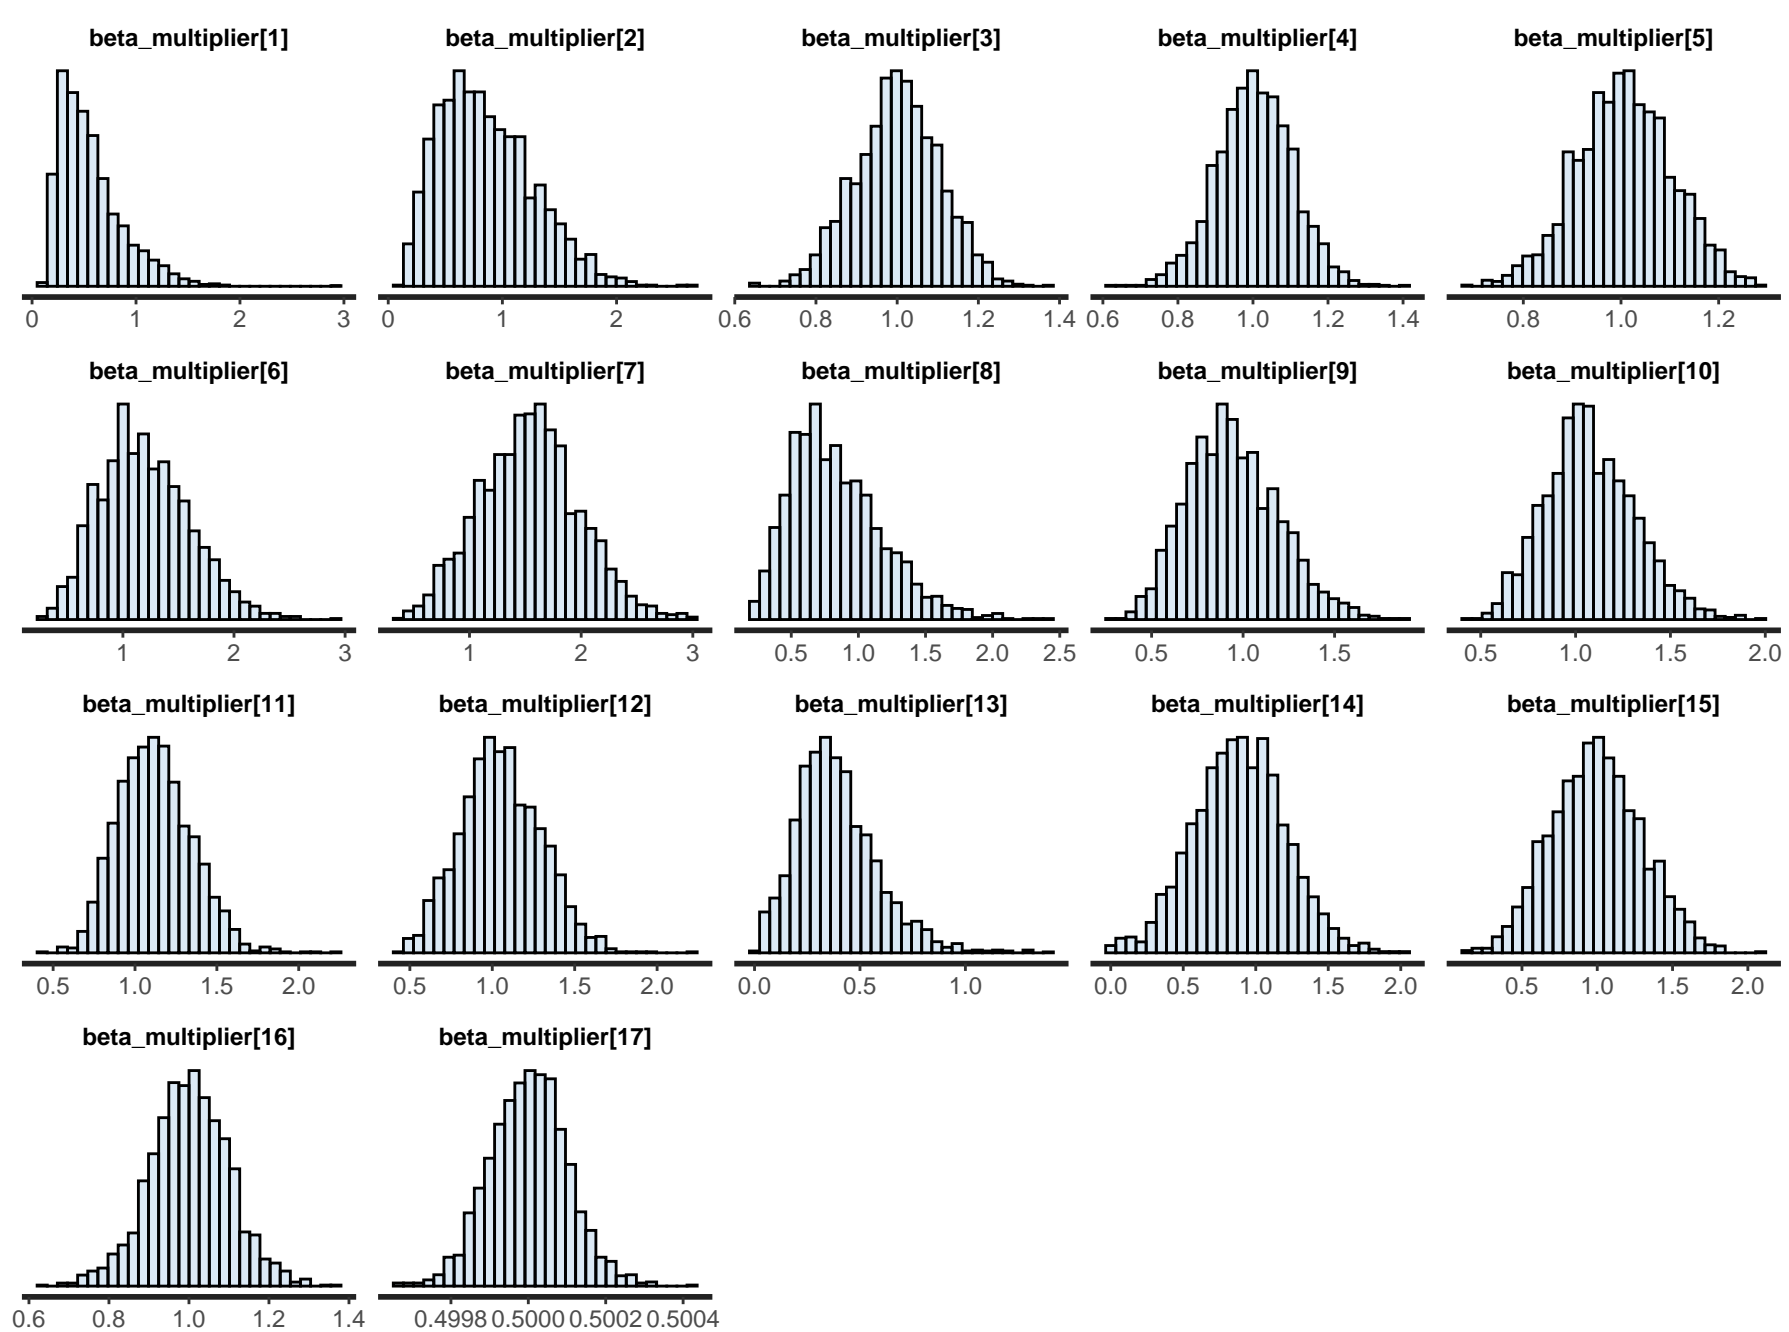 beta_multiplier[1] beta_multiplier[2] beta_multiplier[3] beta_multiplier[4] beta_multiplier[5]
0 1 2 3 0 1 2 0.6 0.8 1.0 1.2 1.4 0.6 0.8 1.0 1.2 1.4 0.8 1.0 1.2
beta_multiplier[6] beta_multiplier[7] beta_multiplier[8] beta_multiplier[9] beta_multiplier[10]
1 2 3 1 2 3 0.5 1.0 1.5 2.0 2.5 0.5 1.0 1.5 0.5 1.0 1.5 2.0
beta_multiplier[11] beta_multiplier[12] beta_multiplier[13] beta_multiplier[14] beta_multiplier[15]
0.5 1.0 1.5 2.0 0.5 1.0 1.5 2.0 0.0 0.5 1.0 0.0 0.5 1.0 1.5 2.0 0.5 1.0 1.5 2.0
beta_multiplier[16] beta_multiplier[17]
0.6 0.8 1.0 1.2 1.4 0.4998 0.5000 0.5002 0.5004